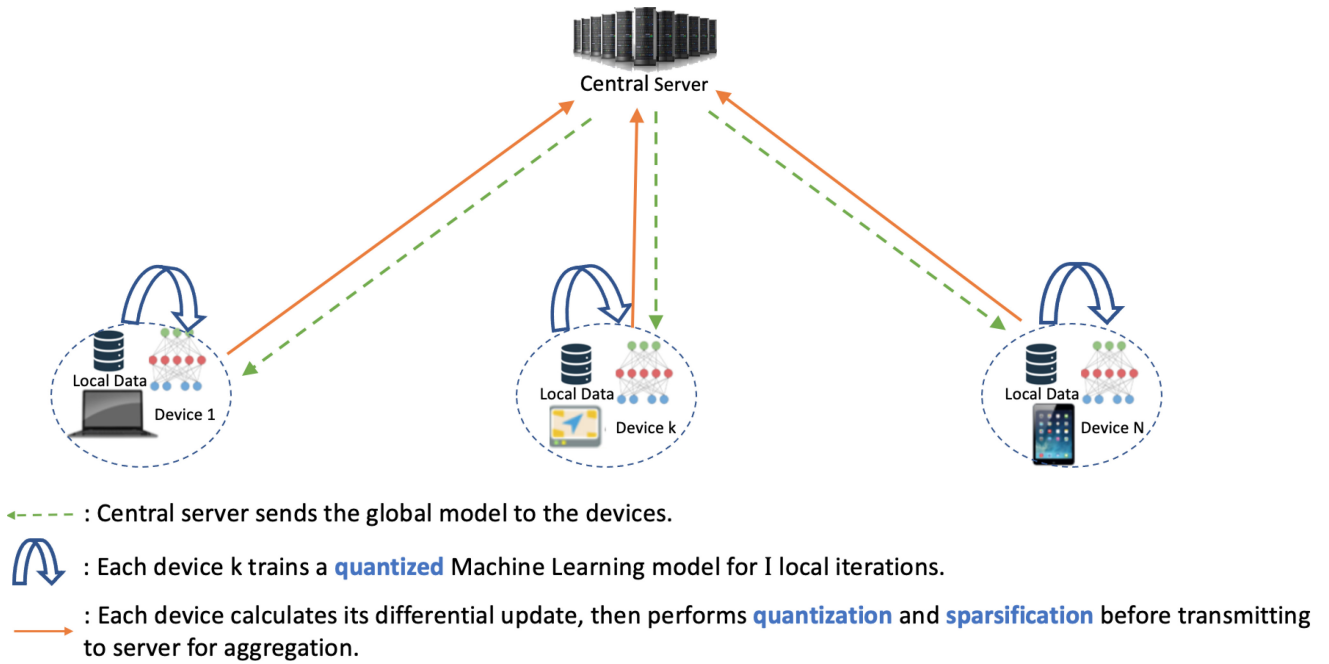 Central Server
Local Data
Device 1
Local Data
Device k
Local Data
Device N
: Central server sends the global model to the devices.
: Each device k trains a quantized Machine Learning model for I local iterations.
: Each device calculates its differential update, then performs quantization and sparsification before transmitting
to server for aggregation.